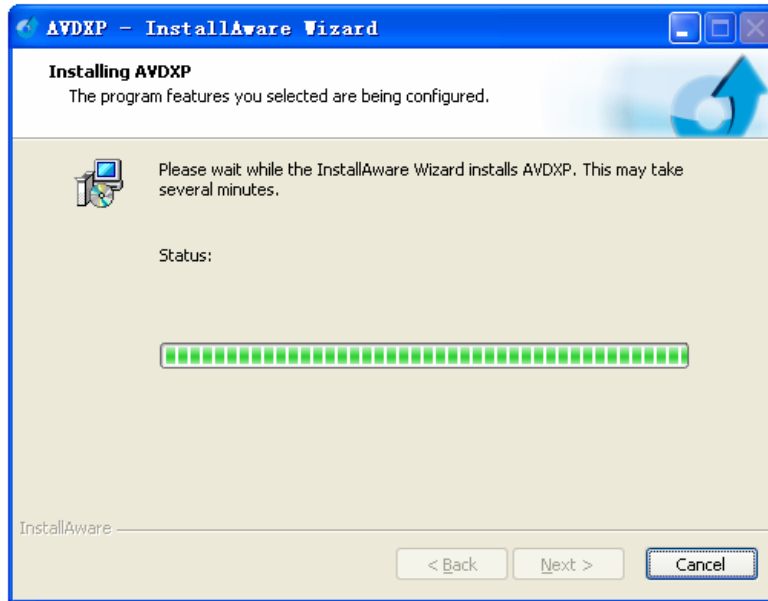 AVDXP - InstallAware Wizard
Installing AVDXP
The program features you selected are being configured.
Please wait while the InstallAware Wizard installs AVDXP. This may take
several minutes.
Status:
InstallAware
< Back
Next >
Cancel